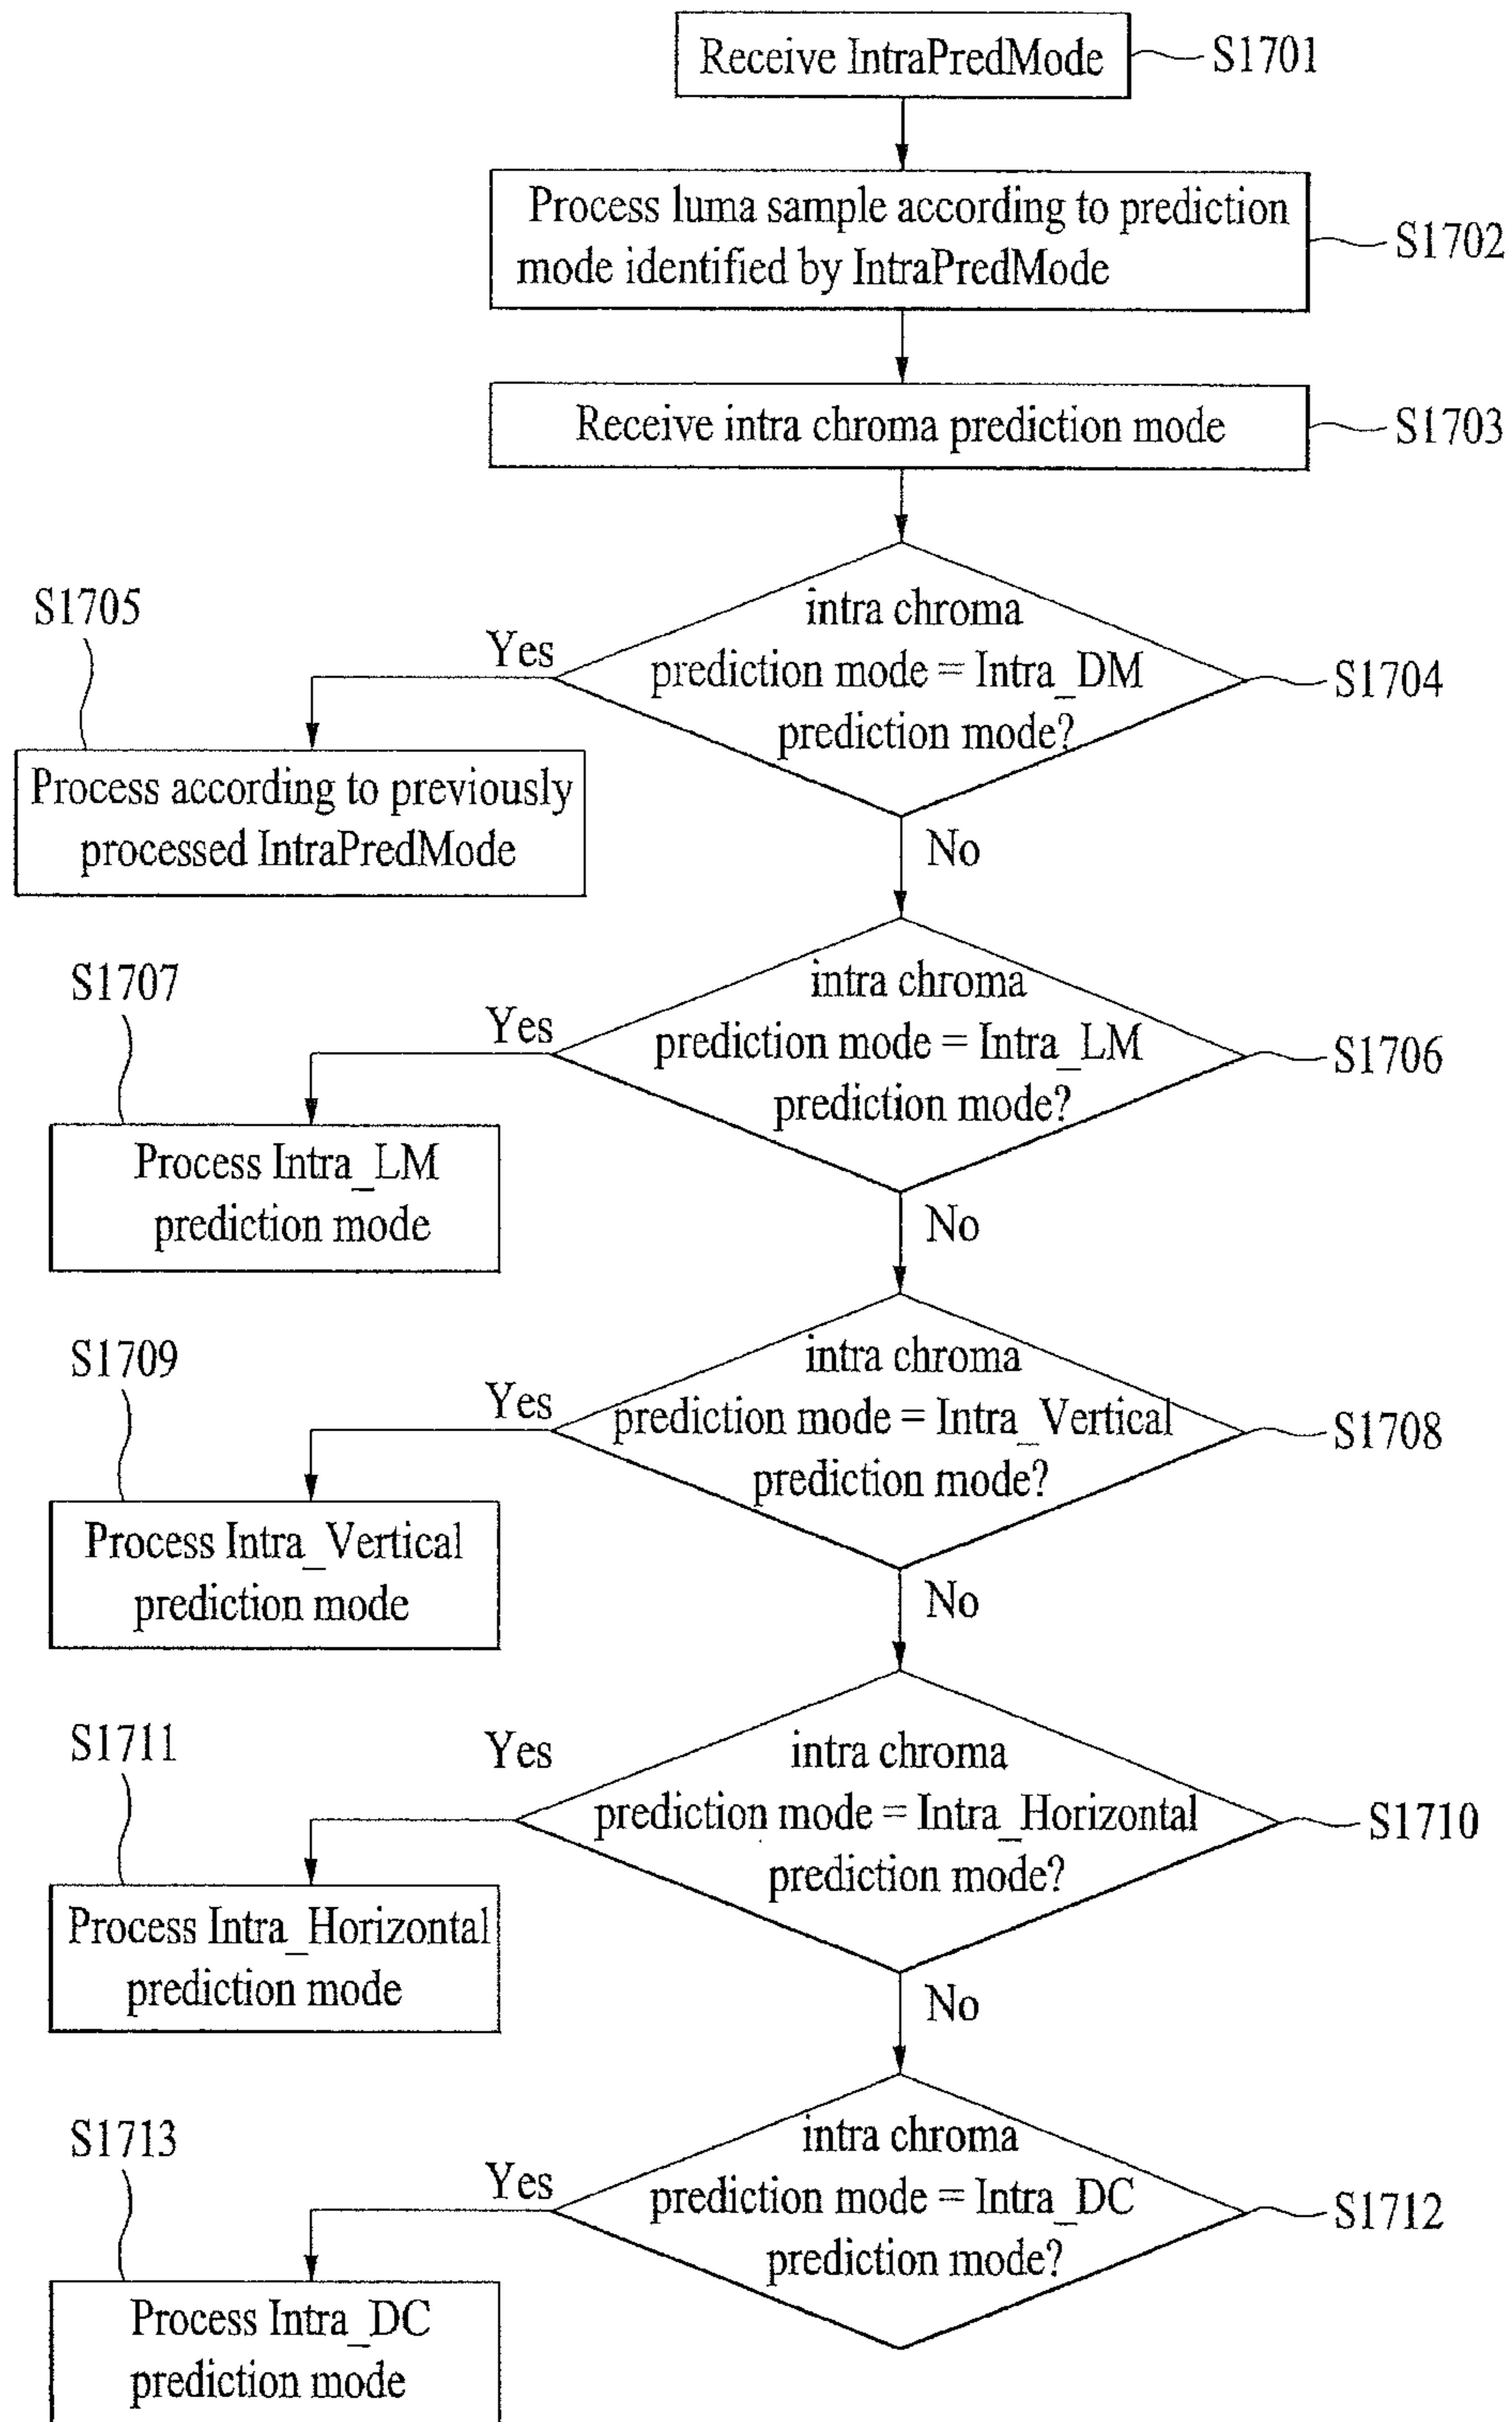 Receive IntraPredMode
S1701
Process luma sample according to prediction
mode identified by IntraPredMode
S1702
Receive intra chroma prediction mode
S1703
intra chroma
prediction mode = Intra_DM
prediction mode?
S1704
Yes
S1705
Process according to previously
processed IntraPredMode
No
intra chroma
prediction mode = Intra_LM
prediction mode?
S1706
Yes
S1707
Process Intra_LM
prediction mode
No
intra chroma
prediction mode = Intra_Vertical
prediction mode?
S1708
Yes
S1709
Process Intra_Vertical
prediction mode
No
intra chroma
prediction mode = Intra_Horizontal
prediction mode?
S1710
Yes
S1711
Process Intra_Horizontal
prediction mode
No
intra chroma
prediction mode = Intra_DC
prediction mode?
S1712
Yes
S1713
Process Intra_DC
prediction mode